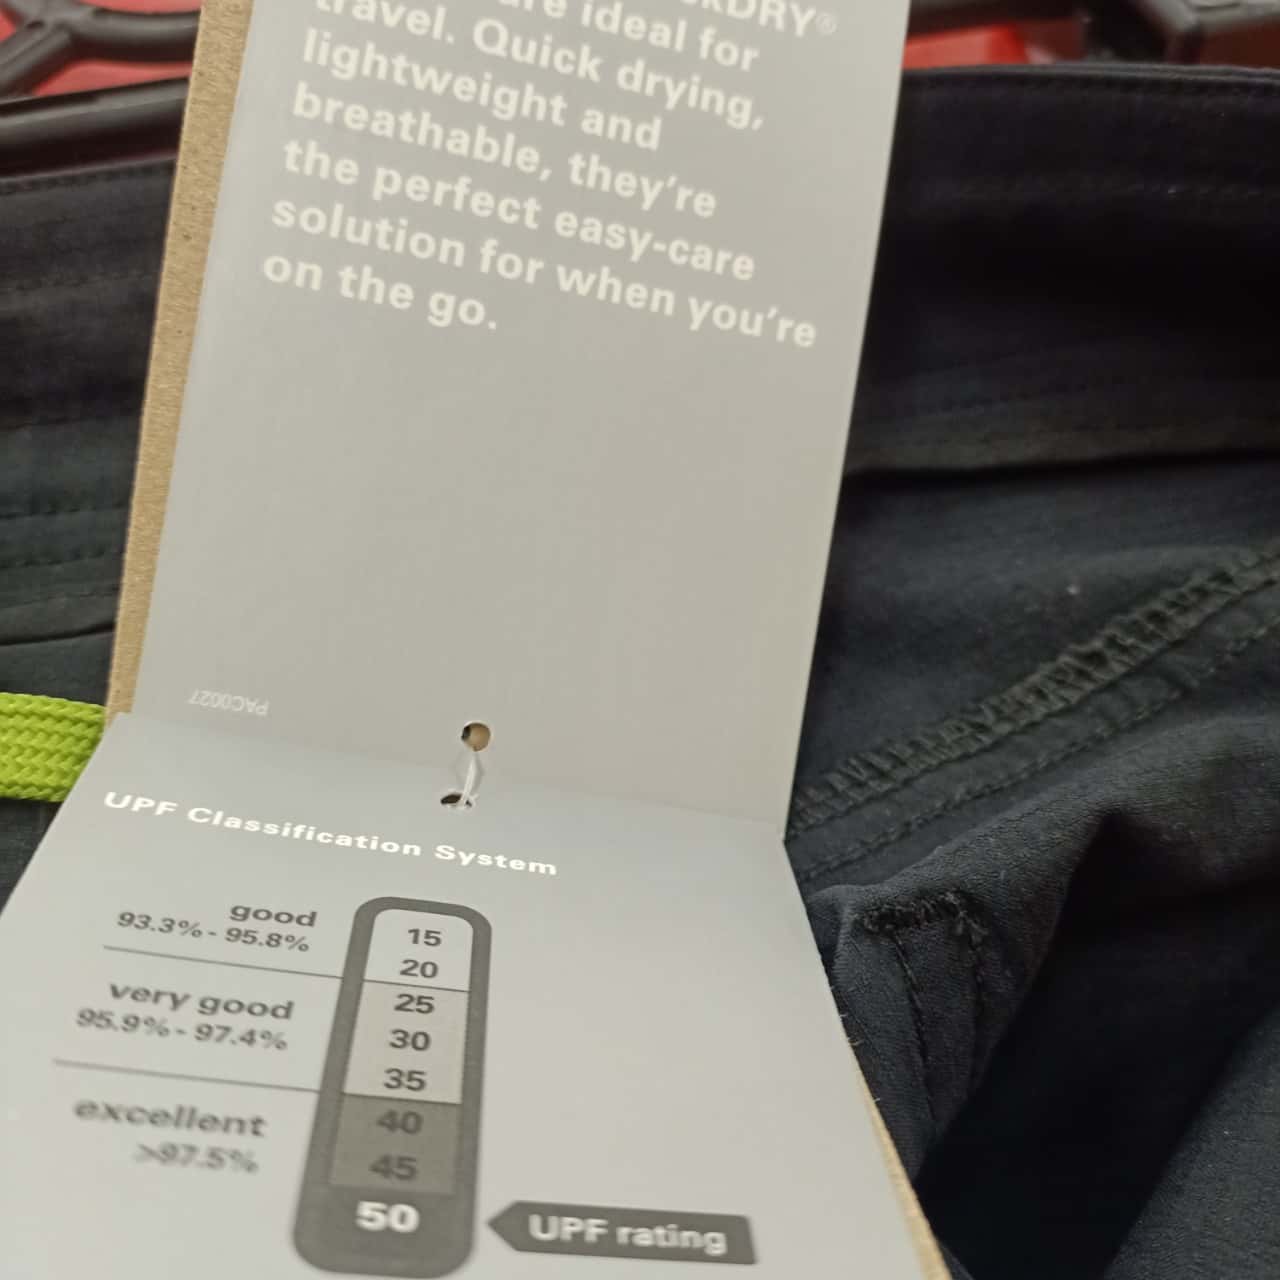 ideal for
travel. Quick drying,
lightweight and
breathable, they're
the perfect easy-care
solution for when you're
on the go.
PAC0027
UPF Classification System
good
93.3% - 95.8%
very good
95.9% - 97.4%
excellent
>97.5%
15
20
25
30
35
40
45
50
UPF rating